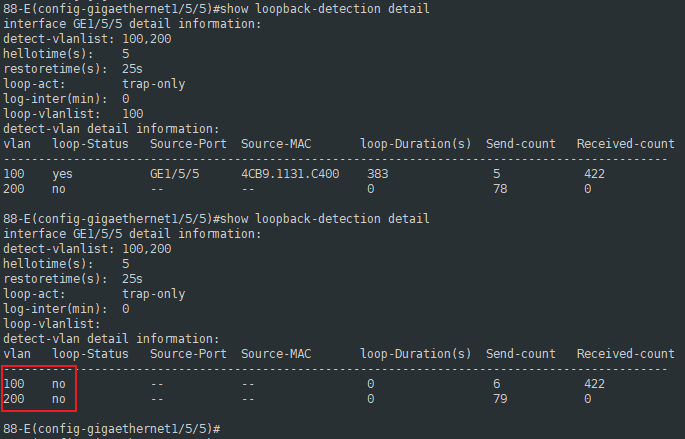 88-E(config-gigaethernet1/5/5)#show loopback-detection detail
interface GE1/5/5 detail information:
detect-vlanlist: 100,200
hellotime(s):   5
restoretime(s):  25s
loop-act:        trap-only
log-inter(min):  0
loop-vlanlist:   100
detect-vlan detail information:
vlan   loop-Status   Source-Port  Source-MAC       loop-Duration(s)  Send-count   Received-count
-----------------------------------------------------------------------------------------------
100    yes           GE1/5/5      4CB9.1131.C400    383               5            422
200    no            --           --                0                 78           0
88-E(config-gigaethernet1/5/5)#show loopback-detection detail
interface GE1/5/5 detail information:
detect-vlanlist: 100,200
hellotime(s):    5
restoretime(s):  25s
loop-act:        trap-only
log-inter(min):  0
loop-vlanlist:
detect-vlan detail information:
vlan   loop-Status   Source-Port  Source-MAC       loop-Duration(s)  Send-count   Received-count
-----------------------------------------------------------------------------------------------
100    no            --           --                0                 6            422
200    no            --           --                0                 79           0
88-E(config-gigaethernet1/5/5)#